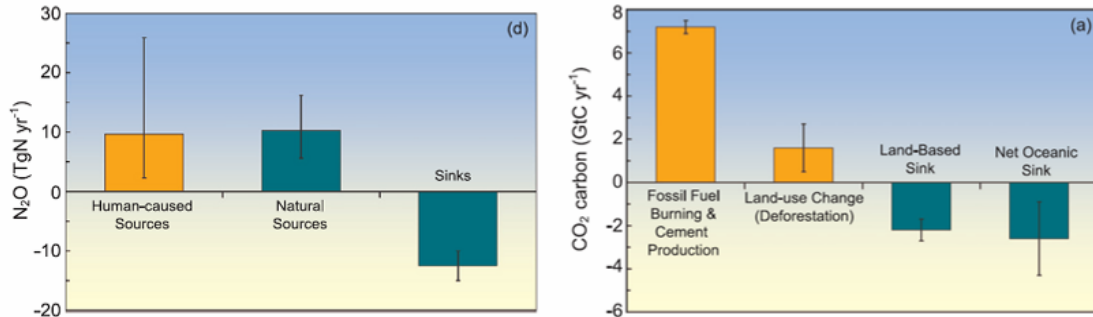 30
20
10
0
-10
-20
N₂O (TgN yr⁻¹)
(d)
Human-caused
Sources
Natural
Sources
Sinks
8
6
4
2
0
-2
-4
-6
CO₂ carbon (GtC yr⁻¹)
(a)
Fossil Fuel
Burning &
Cement
Production
Land-use Change
(Deforestation)
Land-Based
Sink
Net Oceanic
Sink